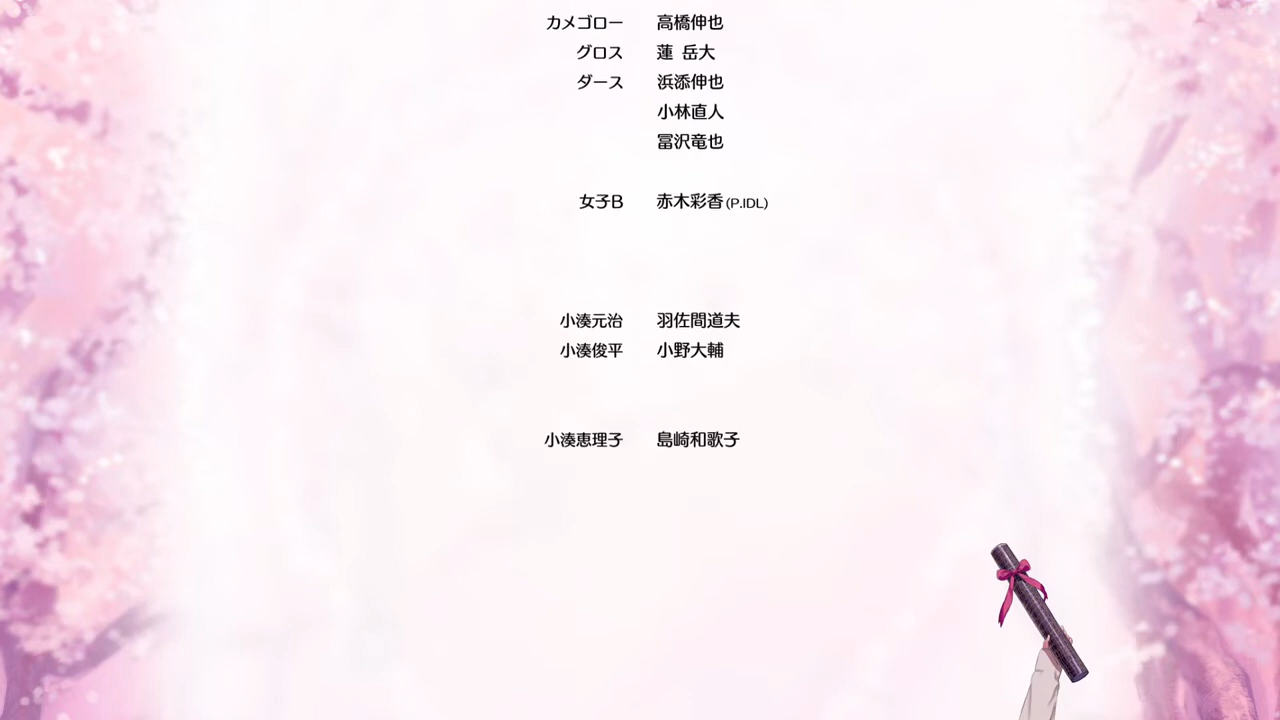 カメゴロー 高橋伸也
グロス 蓮 岳大
ダース 浜添伸也
小林直人
冨沢竜也
女子B 赤木彩香(P.IDL)
小湊元治 羽佐間道夫
小湊俊平 小野大輔
小湊恵理子 島崎和歌子